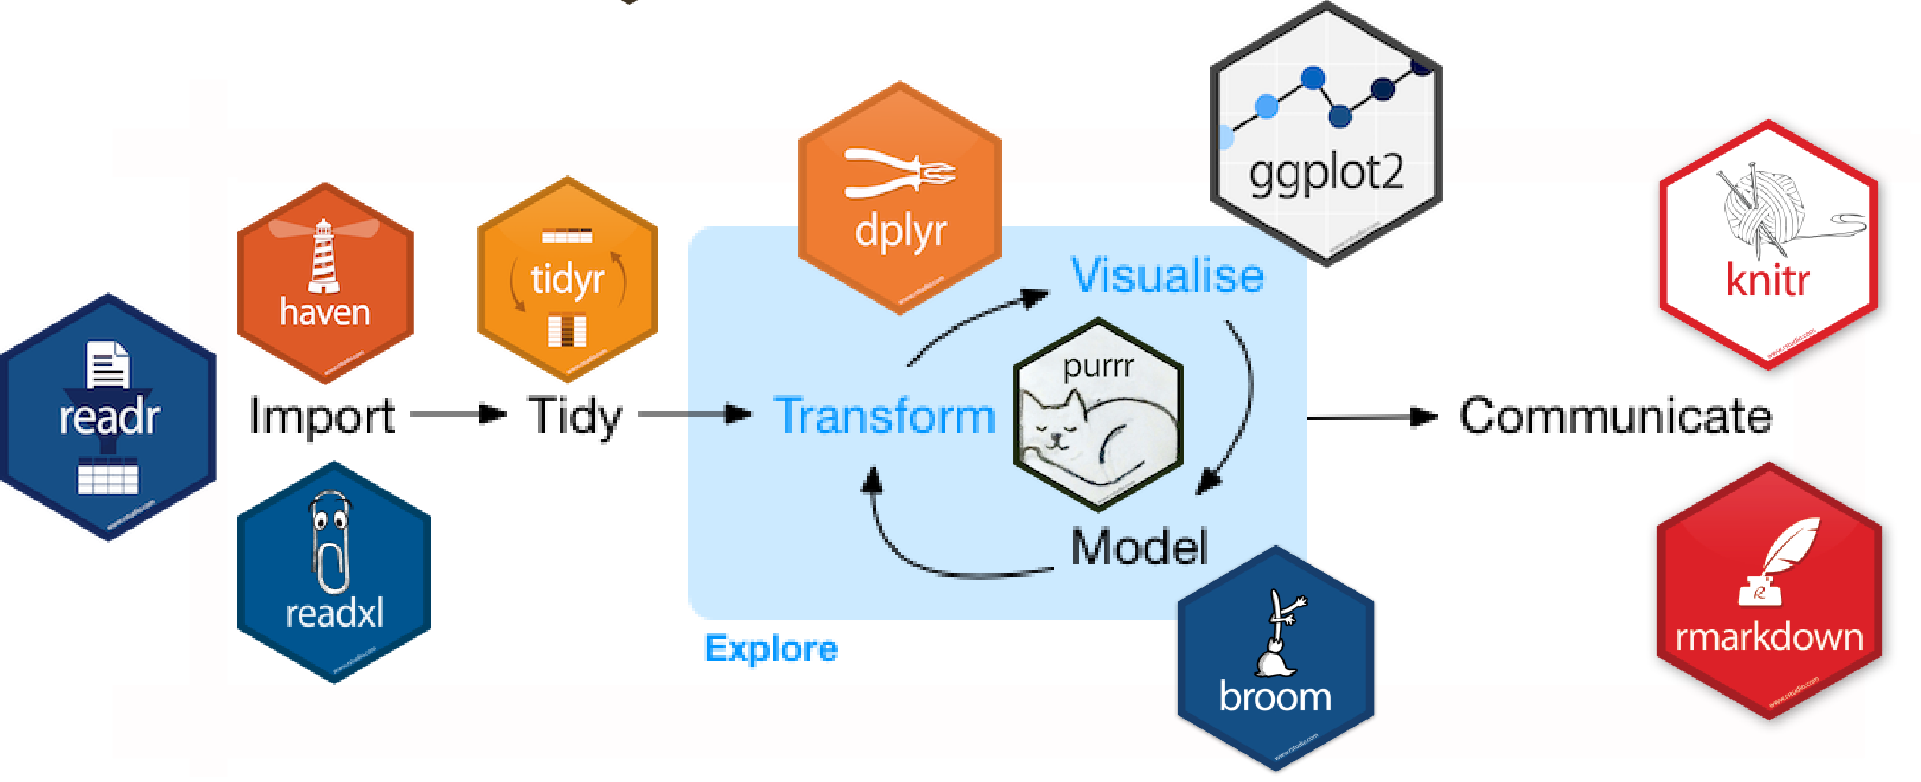 readr
haven
Import
readxl
tidyr
Tidy
dplyr
Transform
Visualise
ggplot2
purrr
Model
broom
Explore
Communicate
knitr
rmarkdown